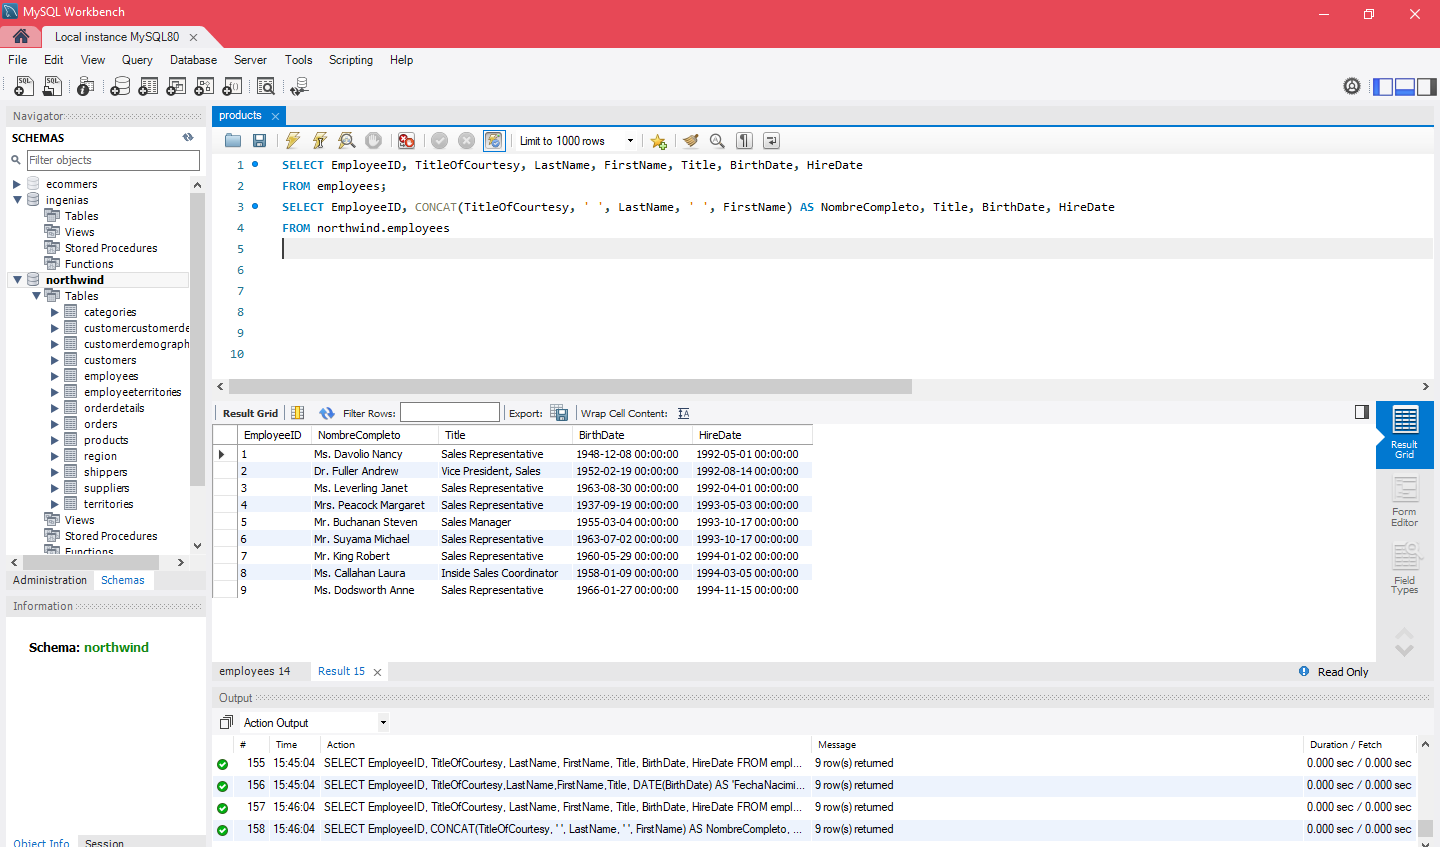 MySQL Workbench
Local instance MySQL80
File Edit View Query Database Server Tools Scripting Help
Navigator
SCHEMAS
Filter objects
ecommers
ingenias
Tables
Views
Stored Procedures
Functions
northwind
Tables
categories
customercustomerde
customerdemograph
customers
employees
employeeterritories
orderdetails
orders
products
region
shippers
suppliers
territories
Views
Stored Procedures
Functions
Administration Schemas
Information
Schema: northwind
Object Info Session
products
Limit to 1000 rows
1 SELECT EmployeeID, TitleOfCourtesy, LastName, FirstName, Title, BirthDate, HireDate
2 FROM employees;
3 SELECT EmployeeID, CONCAT(TitleOfCourtesy, ' ', LastName, ' ', FirstName) AS NombreCompleto, Title, BirthDate, HireDate
4 FROM northwind.employees
5
6
7
8
9
10
Result Grid Filter Rows: Export: Wrap Cell Content:
EmployeeID NombreCompleto Title BirthDate HireDate
1 Ms. Davolio Nancy Sales Representative 1948-12-08 00:00:00 1992-05-01 00:00:00
2 Dr. Fuller Andrew Vice President, Sales 1952-02-19 00:00:00 1992-08-14 00:00:00
3 Ms. Leverling Janet Sales Representative 1963-08-30 00:00:00 1992-04-01 00:00:00
4 Mrs. Peacock Margaret Sales Representative 1937-09-19 00:00:00 1993-05-03 00:00:00
5 Mr. Buchanan Steven Sales Manager 1955-03-04 00:00:00 1993-10-17 00:00:00
6 Mr. Suyama Michael Sales Representative 1963-07-02 00:00:00 1993-10-17 00:00:00
7 Mr. King Robert Sales Representative 1960-05-29 00:00:00 1994-01-02 00:00:00
8 Ms. Callahan Laura Inside Sales Coordinator 1958-01-09 00:00:00 1994-03-05 00:00:00
9 Ms. Dodsworth Anne Sales Representative 1966-01-27 00:00:00 1994-11-15 00:00:00
Result
Grid
Form
Editor
Field
Types
employees 14 Result 15 Read Only
Output
Action Output
# Time Action Message Duration / Fetch
155 15:45:04 SELECT EmployeeID, TitleOfCourtesy, LastName, FirstName, Title, BirthDate, HireDate FROM empl... 9 row(s) returned 0.000 sec / 0.000 sec
156 15:45:04 SELECT EmployeeID, TitleOfCourtesy,LastName,FirstName,Title, DATE(BirthDate) AS 'FechaNacimi... 9 row(s) returned 0.000 sec / 0.000 sec
157 15:46:04 SELECT EmployeeID, TitleOfCourtesy, LastName, FirstName, Title, BirthDate, HireDate FROM empl... 9 row(s) returned 0.000 sec / 0.000 sec
158 15:46:04 SELECT EmployeeID, CONCAT(TitleOfCourtesy, ' ', LastName, ' ', FirstName) AS NombreCompleto, ... 9 row(s) returned 0.000 sec / 0.000 sec